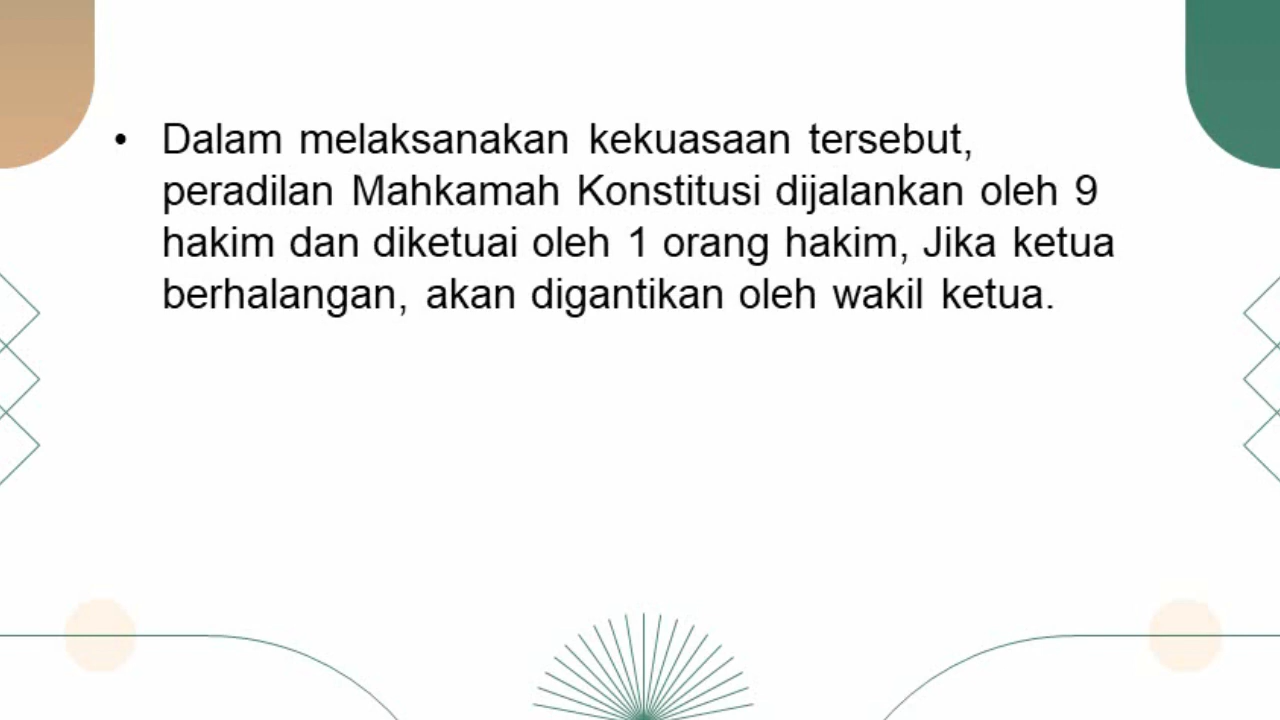 • Dalam melaksanakan kekuasaan tersebut,
peradilan Mahkamah Konstitusi dijalankan oleh 9
hakim dan diketuai oleh 1 orang hakim, Jika ketua
berhalangan, akan digantikan oleh wakil ketua.